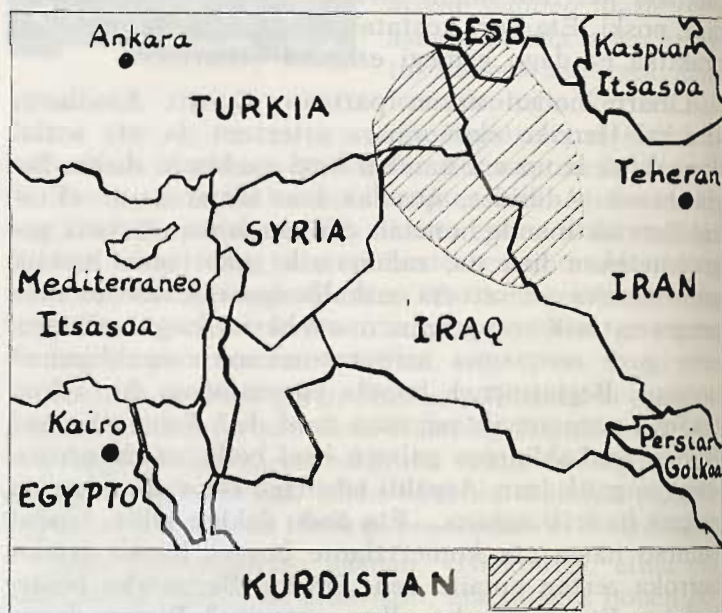 SESB
Kaspiar
Itsasoa
Ankara
TURKIA
Teheran
SYRIA
Mediterraneo
Itsasoa
IRAN
IRAQ
Kairo
Persiar
Golkoa
EGYPTO
KURDISTAN